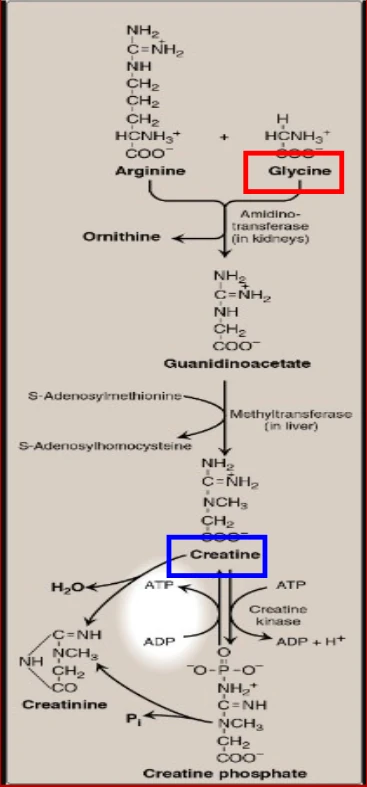 NH₂
C=NH₂⁺
NH
CH₂
CH₂
CH₂
HCNH₃⁺
COO⁻
Arginine
+
H
HCNH₃⁺
COO⁻
Glycine
Amidino-
transferase
(in kidneys)
Ornithine
NH₂
C=NH₂⁺
NH
CH₂
COO⁻
Guanidinoacetate
S-Adenosylmethionine
Methyltransferase
(in liver)
S-Adenosylhomocysteine
NH₂
C=NH₂⁺
NCH₃
CH₂
COO⁻
Creatine
H₂O
ATP
ATP
Creatine
kinase
ADP
ADP + H⁺
C=NH
NH
NCH₃
CH₂
CO
Creatinine
O
⁻O-P-O⁻
NH₂⁺
C=NH
NCH₃
CH₂
COO⁻
Pi
Creatine phosphate